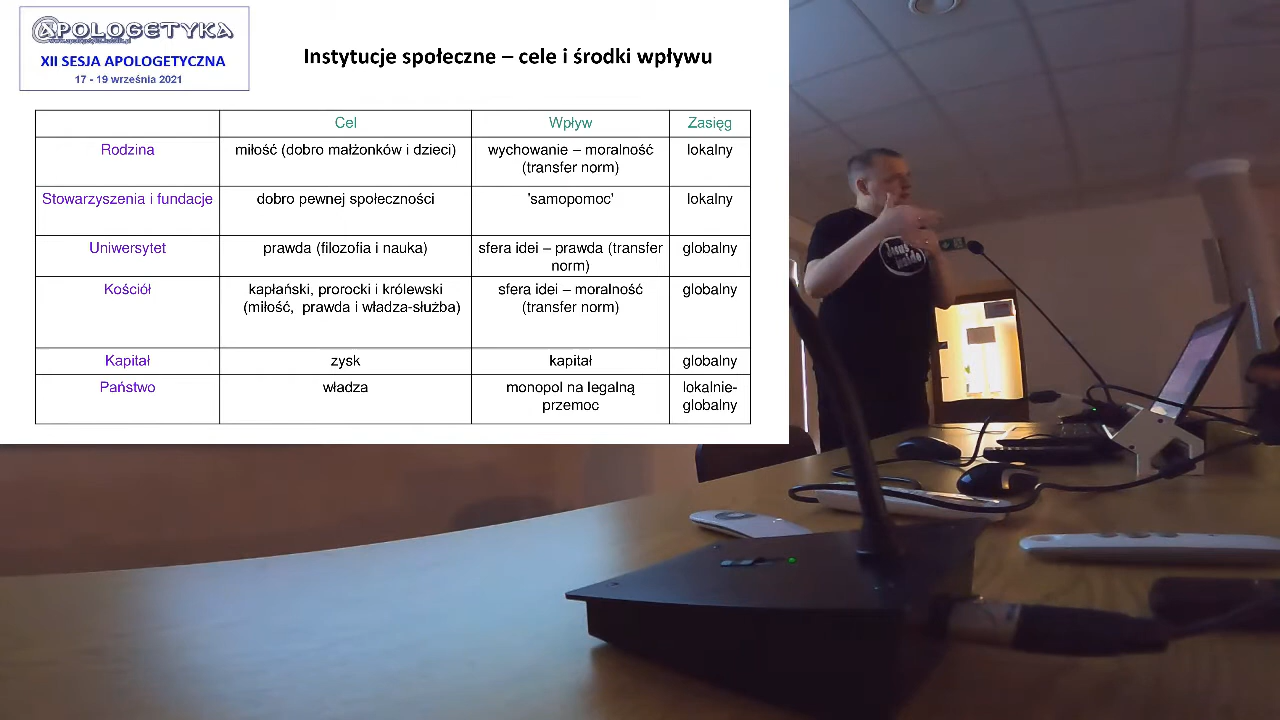 @POLOGETYKA
XII SESJA APOLOGETYCZNA
17 - 19 września 2021
Instytucje społeczne – cele i środki wpływu
Cel Wpływ Zasięg
Rodzina miłość (dobro małżonków i dzieci) wychowanie – moralność lokalny
(transfer norm)
Stowarzyszenia i fundacje dobro pewnej społeczności 'samopomoc' lokalny
Uniwersytet prawda (filozofia i nauka) sfera idei – prawda (transfer globalny
norm)
Kościół kapłański, prorocki i królewski sfera idei – moralność globalny
(miłość, prawda i władza-służba) (transfer norm)
Kapitał zysk kapitał globalny
Państwo władza monopol na legalną lokalnie-
przemoc globalny
Jesus
inside